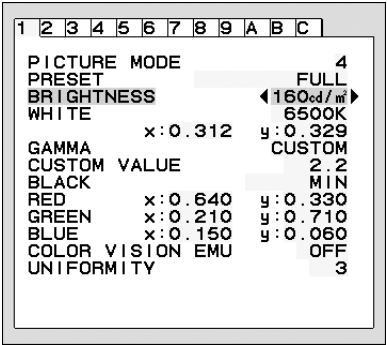 1 2 3 4 5 6 7 8 9 A B C
PICTURE MODE 4
PRESET FULL
BRIGHTNESS 160cd/㎡
WHITE 6500K
x:0.312 y:0.329
GAMMA CUSTOM
CUSTOM VALUE 2.2
BLACK MIN
RED x:0.640 y:0.330
GREEN x:0.210 y:0.710
BLUE x:0.150 y:0.060
COLOR VISION EMU OFF
UNIFORMITY 3